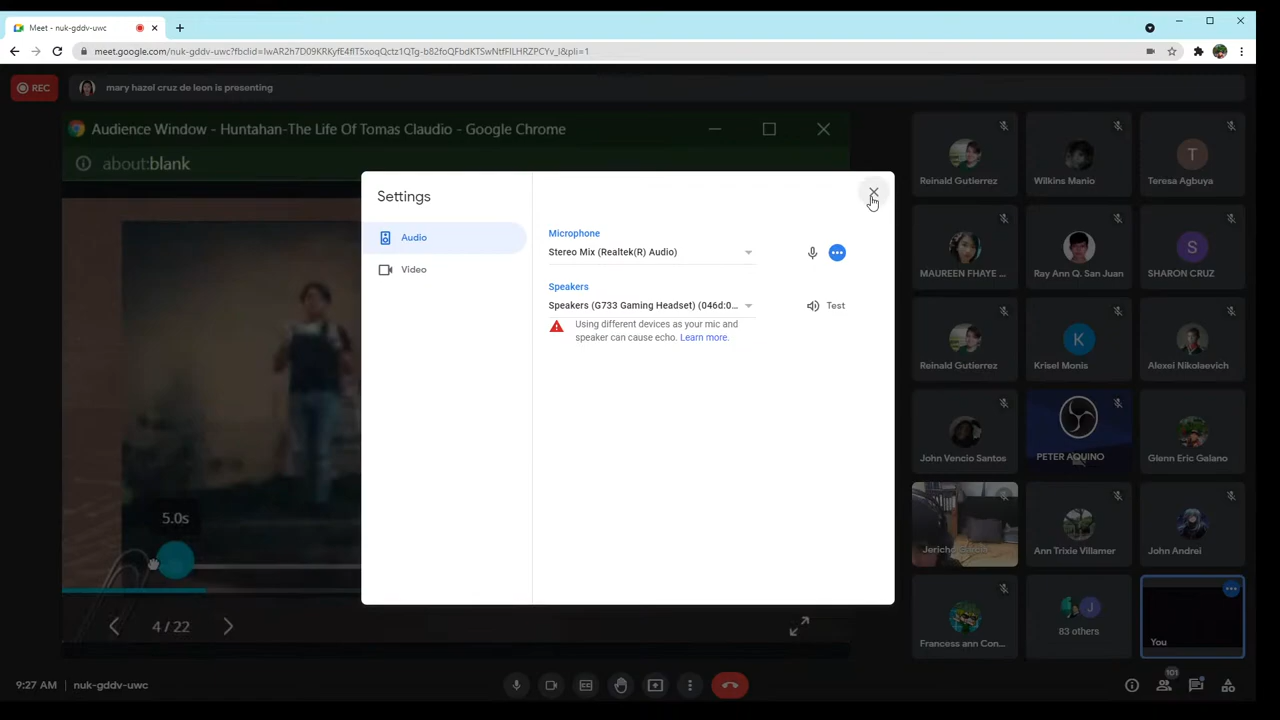 Meet - nuk-gddv-uwc
meet.google.com/nuk-gddv-uwc?fbclid=IwAR2h7D09KRKyfE4flT5xoqQctz1QTg-b82foQFbdKTSwNtfFILHRZPCYv_I&pli=1
REC
mary hazel cruz de leon is presenting
Audience Window - Huntahan-The Life Of Tomas Claudio - Google Chrome
about:blank
Settings
Audio
Video
Microphone
Stereo Mix (Realtek(R) Audio)
Speakers
Speakers (G733 Gaming Headset) (046d:0...
Test
Using different devices as your mic and
speaker can cause echo. Learn more.
5.0s
4 / 22
Reinald Gutierrez
Wilkins Manio
T
Teresa Agbuya
MAUREEN FHAYE ...
Ray Ann Q. San Juan
S
SHARON CRUZ
Reinald Gutierrez
K
Krisel Monis
Alexei Nikolaevich
John Vencio Santos
PETER AQUINO
Glenn Eric Galano
Ann Trixie Villamer
John Andrei
Francess ann Con...
J
83 others
You
9:27 AM | nuk-gddv-uwc
101